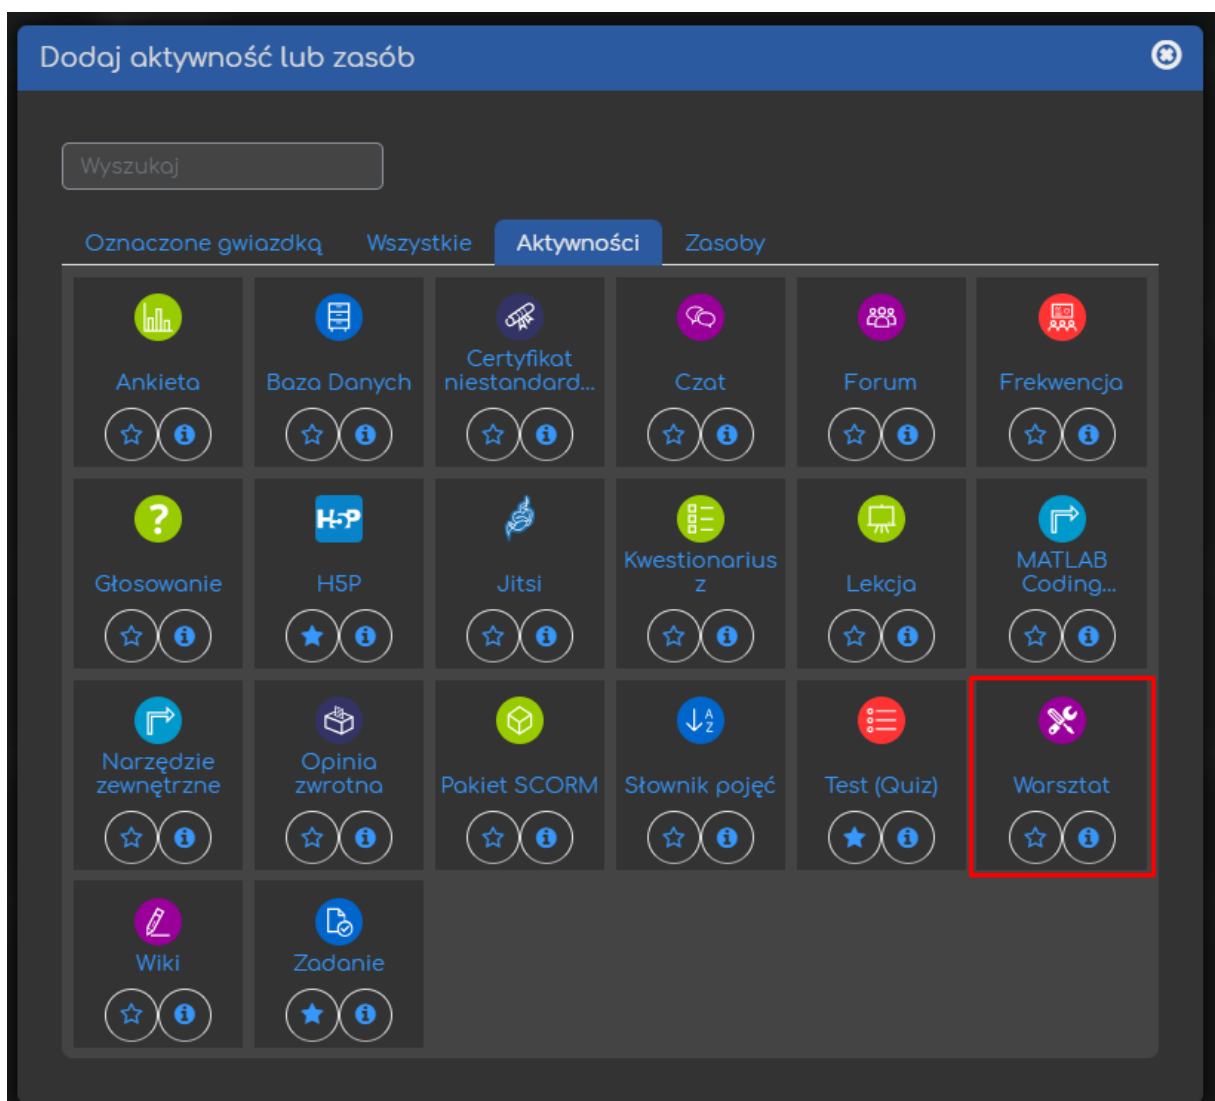 Dodaj aktywność lub zasób
Wyszukaj
Oznaczone gwiazdką Wszystkie Aktywności Zasoby
Ankieta
Baza Danych
Certyfikat
niestandard...
Czat
Forum
Frekwencja
?
Głosowanie
H5P
H5P
Jitsi
Kwestionarius
z
Lekcja
MATLAB
Coding...
Narzędzie
zewnętrzne
Opinia
zwrotna
Pakiet SCORM
A
Z
Słownik pojęć
Test (Quiz)
Warsztat
Wiki
Zadanie